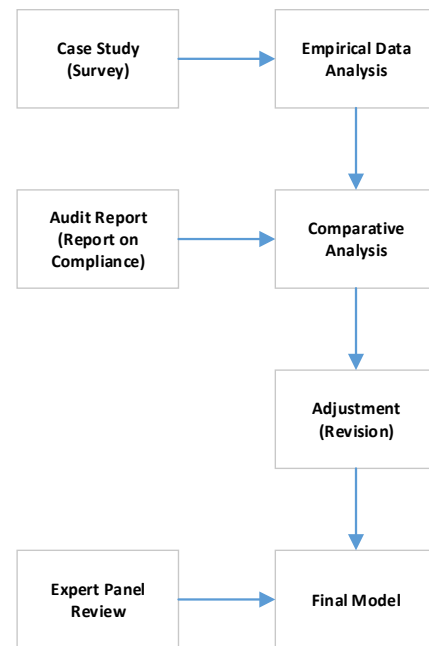 Case Study
(Survey)
Empirical Data
Analysis
Audit Report
(Report on
Compliance)
Comparative
Analysis
Adjustment
(Revision)
Expert Panel
Review
Final Model